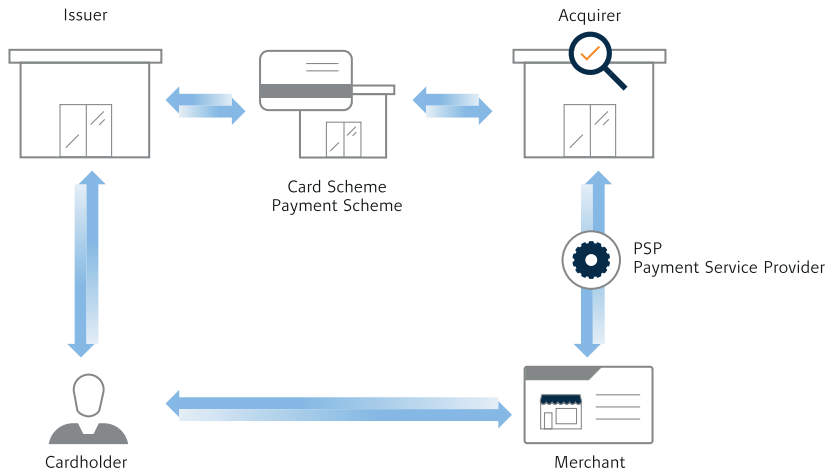 Issuer
Acquirer
Card Scheme
Payment Scheme
PSP
Payment Service Provider
Cardholder
Merchant